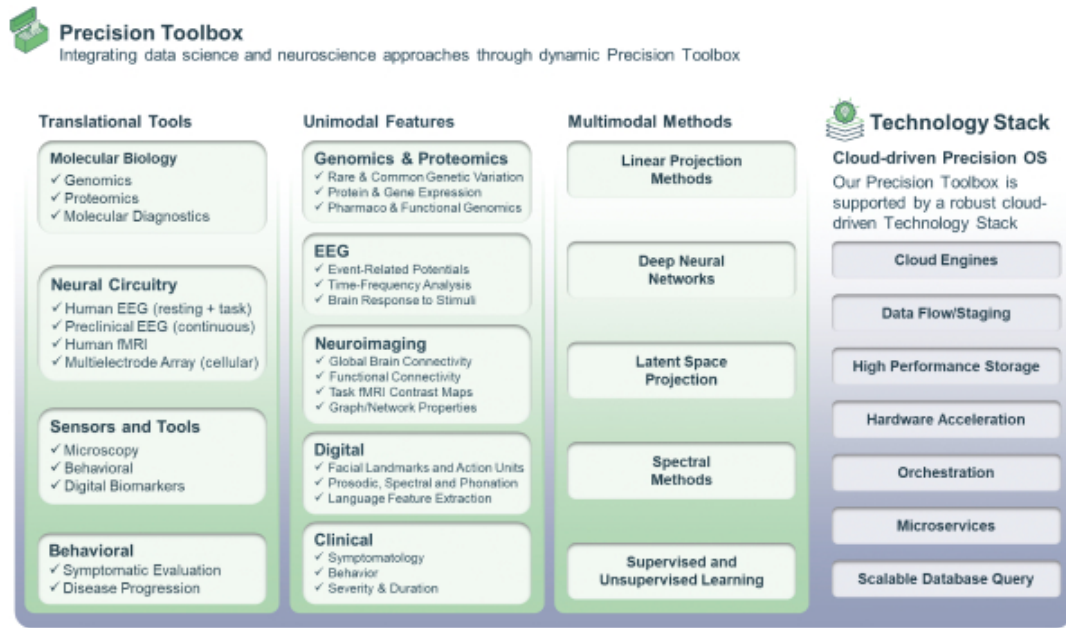 Precision Toolbox
Integrating data science and neuroscience approaches through dynamic Precision Toolbox
Translational Tools
Molecular Biology
✓ Genomics
✓ Proteomics
✓ Molecular Diagnostics
Neural Circuitry
✓ Human EEG (resting + task)
✓ Preclinical EEG (continuous)
✓ Human fMRI
✓ Multielectrode Array (cellular)
Sensors and Tools
✓ Microscopy
✓ Behavioral
✓ Digital Biomarkers
Behavioral
✓ Symptomatic Evaluation
✓ Disease Progression
Unimodal Features
Genomics & Proteomics
✓ Rare & Common Genetic Variation
✓ Protein & Gene Expression
✓ Pharmaco & Functional Genomics
EEG
✓ Event-Related Potentials
✓ Time-Frequency Analysis
✓ Brain Response to Stimuli
Neuroimaging
✓ Global Brain Connectivity
✓ Functional Connectivity
✓ Task fMRI Contrast Maps
✓ Graph/Network Properties
Digital
✓ Facial Landmarks and Action Units
✓ Prosodic, Spectral and Phonation
✓ Language Feature Extraction
Clinical
✓ Symptomatology
✓ Behavior
✓ Severity & Duration
Multimodal Methods
Linear Projection
Methods
Deep Neural
Networks
Latent Space
Projection
Spectral
Methods
Supervised and
Unsupervised Learning
Technology Stack
Cloud-driven Precision OS
Our Precision Toolbox is
supported by a robust cloud-
driven Technology Stack
Cloud Engines
Data Flow/Staging
High Performance Storage
Hardware Acceleration
Orchestration
Microservices
Scalable Database Query